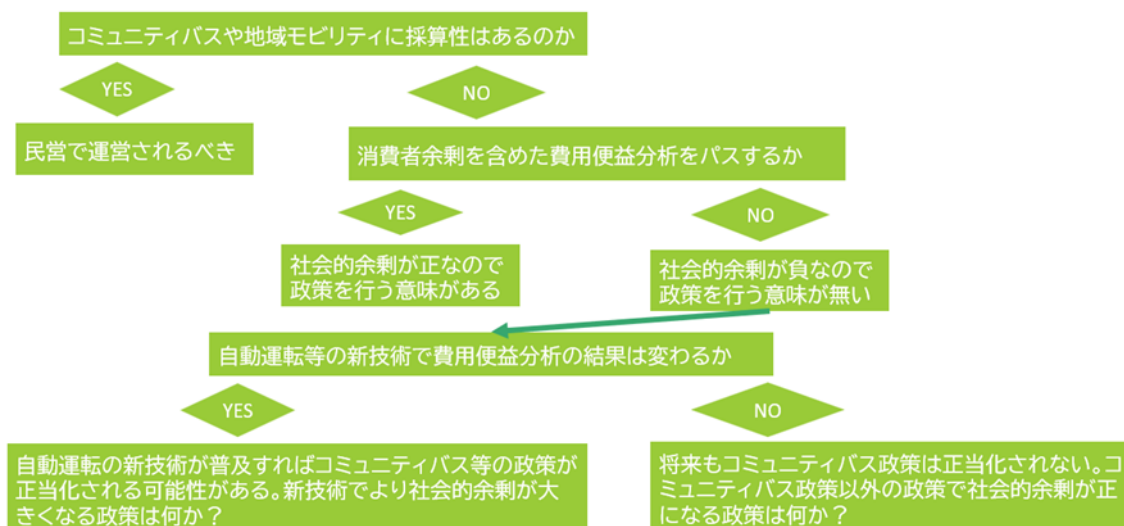 コミュニティバスや地域モビリティに採算性はあるのか
YES
NO
民営で運営されるべき
消費者余剰を含めた費用便益分析をパスするか
YES
NO
社会的余剰が正なので
政策を行う意味がある
社会的余剰が負なので
政策を行う意味が無い
自動運転等の新技術で費用便益分析の結果は変わるか
YES
NO
自動運転の新技術が普及すればコミュニティバス等の政策が
正当化される可能性がある。新技術でより社会的余剰が大
きくなる政策は何か？
将来もコミュニティバス政策は正当化されない。コ
ミュニティバス政策以外の政策で社会的余剰が正
になる政策は何か？